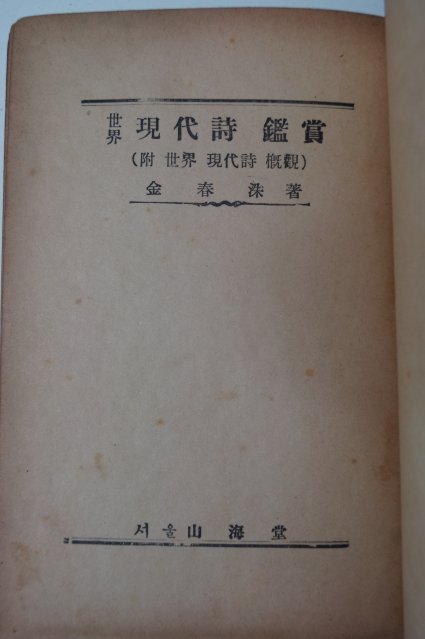 世界 現代詩 鑑賞
(附 世界 現代詩 槪觀)
金春洙 著
서울 山海堂